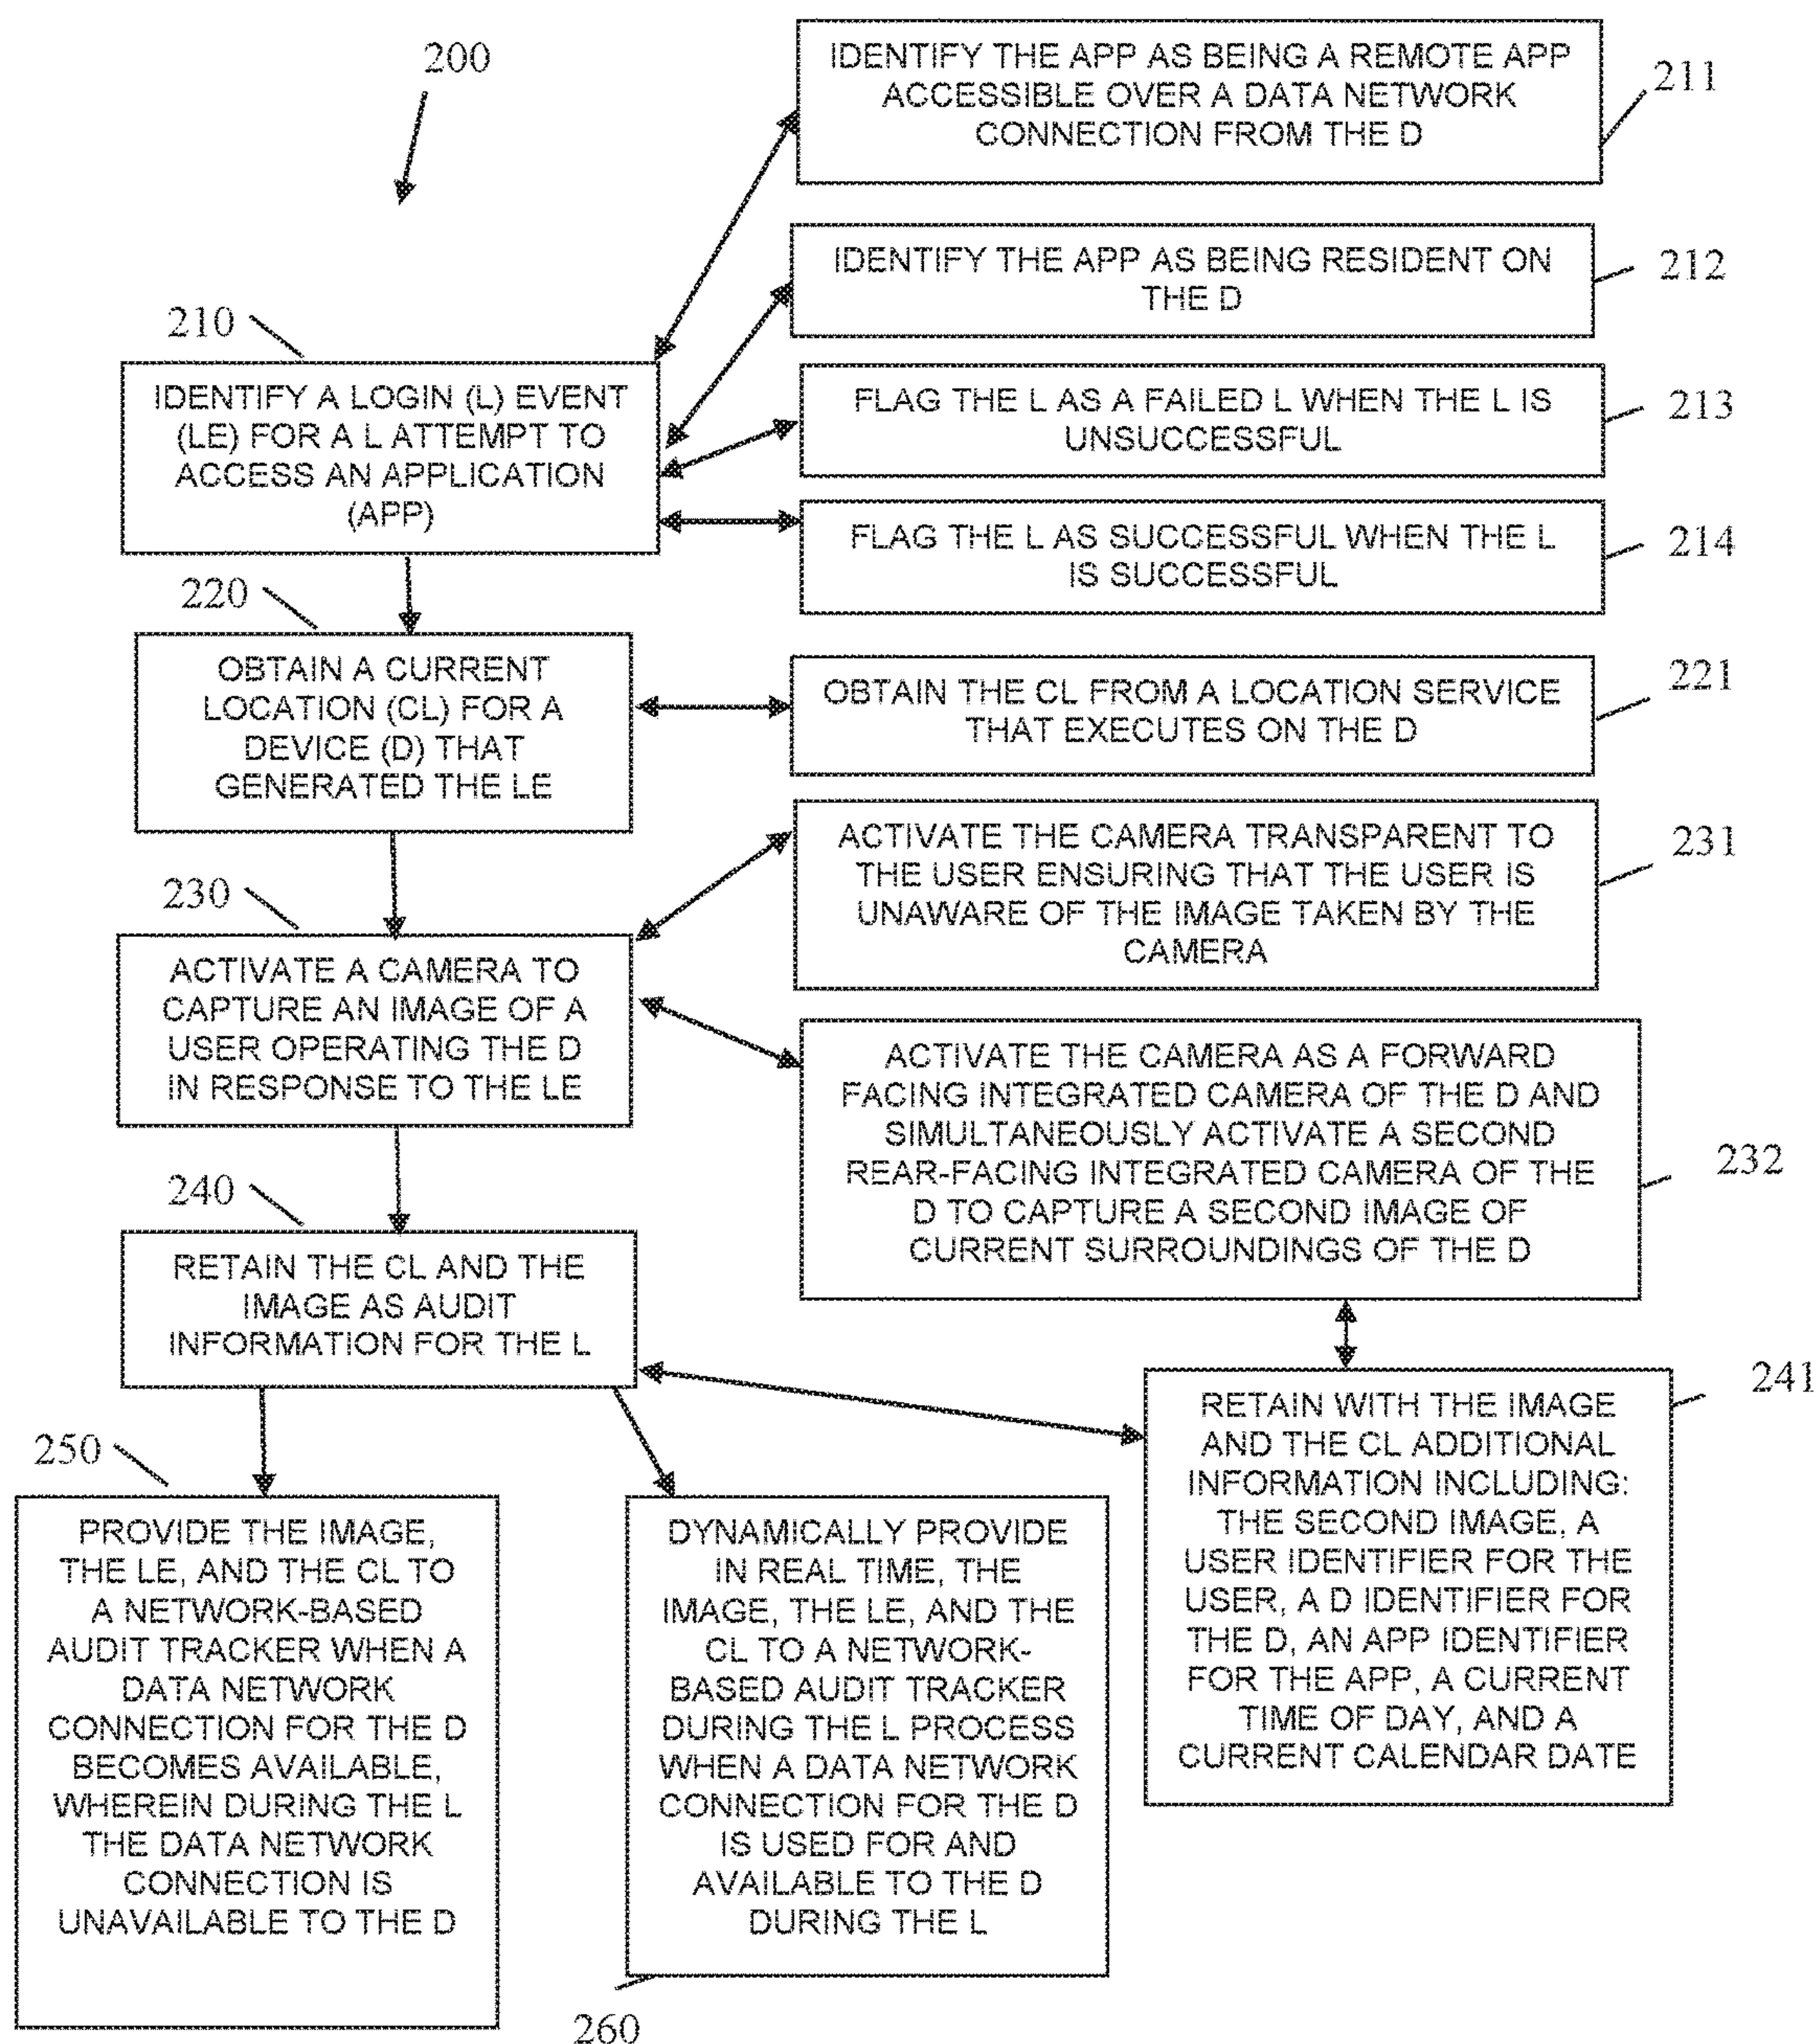 200
IDENTIFY THE APP AS BEING A REMOTE APP
ACCESSIBLE OVER A DATA NETWORK
CONNECTION FROM THE D
211
IDENTIFY THE APP AS BEING RESIDENT ON
THE D
212
210
IDENTIFY A LOGIN (L) EVENT
(LE) FOR A L ATTEMPT TO
ACCESS AN APPLICATION
(APP)
FLAG THE L AS A FAILED L WHEN THE L IS
UNSUCCESSFUL
213
FLAG THE L AS SUCCESSFUL WHEN THE L
IS SUCCESSFUL
214
220
OBTAIN A CURRENT
LOCATION (CL) FOR A
DEVICE (D) THAT
GENERATED THE LE
OBTAIN THE CL FROM A LOCATION SERVICE
THAT EXECUTES ON THE D
221
230
ACTIVATE A CAMERA TO
CAPTURE AN IMAGE OF A
USER OPERATING THE D
IN RESPONSE TO THE LE
ACTIVATE THE CAMERA TRANSPARENT TO
THE USER ENSURING THAT THE USER IS
UNAWARE OF THE IMAGE TAKEN BY THE
CAMERA
231
ACTIVATE THE CAMERA AS A FORWARD
FACING INTEGRATED CAMERA OF THE D AND
SIMULTANEOUSLY ACTIVATE A SECOND
REAR-FACING INTEGRATED CAMERA OF THE
D TO CAPTURE A SECOND IMAGE OF
CURRENT SURROUNDINGS OF THE D
232
240
RETAIN THE CL AND THE
IMAGE AS AUDIT
INFORMATION FOR THE L
RETAIN WITH THE IMAGE
AND THE CL ADDITIONAL
INFORMATION INCLUDING:
THE SECOND IMAGE, A
USER IDENTIFIER FOR THE
USER, A D IDENTIFIER FOR
THE D, AN APP IDENTIFIER
FOR THE APP, A CURRENT
TIME OF DAY, AND A
CURRENT CALENDAR DATE
241
250
PROVIDE THE IMAGE,
THE LE, AND THE CL TO
A NETWORK-BASED
AUDIT TRACKER WHEN A
DATA NETWORK
CONNECTION FOR THE D
BECOMES AVAILABLE,
WHEREIN DURING THE L
THE DATA NETWORK
CONNECTION IS
UNAVAILABLE TO THE D
DYNAMICALLY PROVIDE
IN REAL TIME, THE
IMAGE, THE LE, AND THE
CL TO A NETWORK-
BASED AUDIT TRACKER
DURING THE L PROCESS
WHEN A DATA NETWORK
CONNECTION FOR THE D
IS USED FOR AND
AVAILABLE TO THE D
DURING THE L
260